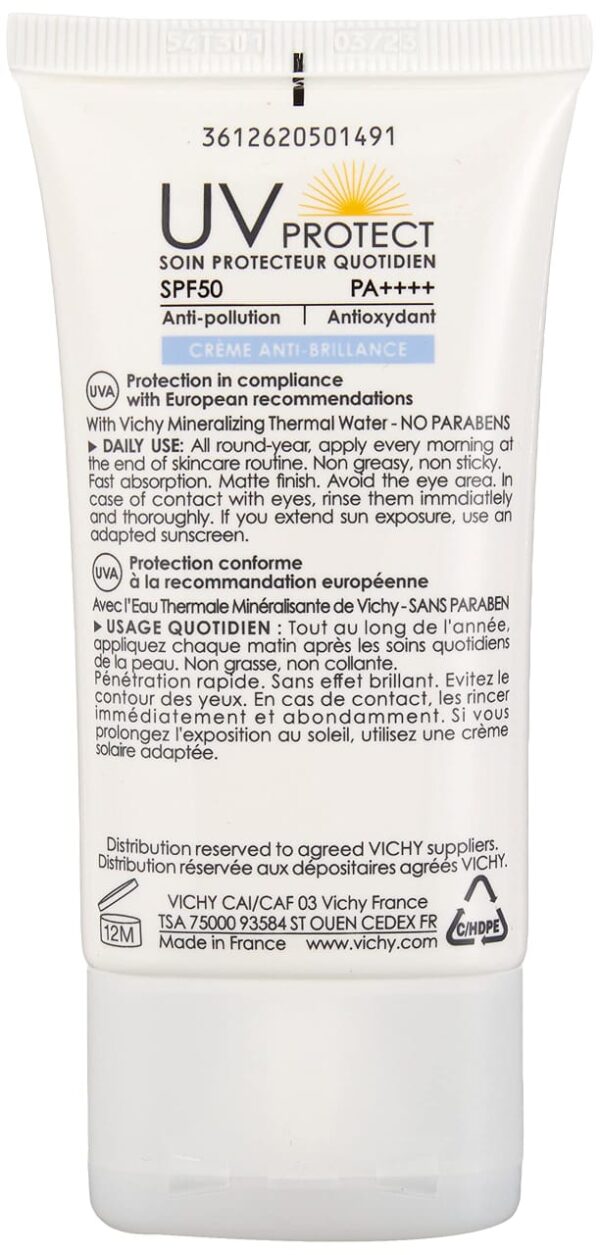 54T301 03/23
3612620501491
UV PROTECT
SOIN PROTECTEUR QUOTIDIEN
SPF50 PA++++
Anti-pollution | Antioxydant
CRÈME ANTI-BRILLANCE
UVA Protection in compliance
with European recommendations
With Vichy Mineralizing Thermal Water - NO PARABENS
▶ DAILY USE: All round-year, apply every morning at
the end of skincare routine. Non greasy, non sticky.
Fast absorption. Matte finish. Avoid the eye area. In
case of contact with eyes, rinse them immdiatlely
and thoroughly. If you extend sun exposure, use an
adapted sunscreen.
UVA Protection conforme
à la recommandation européenne
Avec l'Eau Thermale Minéralisante de Vichy - SANS PARABEN
▶ USAGE QUOTIDIEN : Tout au long de l'année,
appliquez chaque matin après les soins quotidiens
de la peau. Non grasse, non collante.
Pénétration rapide. Sans effet brillant. Evitez le
contour des yeux. En cas de contact, les rincer
immédiatement et abondamment. Si vous
prolongez l'exposition au soleil, utilisez une crème
solaire adaptée.
Distribution reserved to agreed VICHY suppliers.
Distribution réservée aux dépositaires agréés VICHY.
VICHY CAI/CAF 03 Vichy France
12M TSA 75000 93584 ST OUEN CEDEX FR C/HDPE
Made in France www.vichy.com